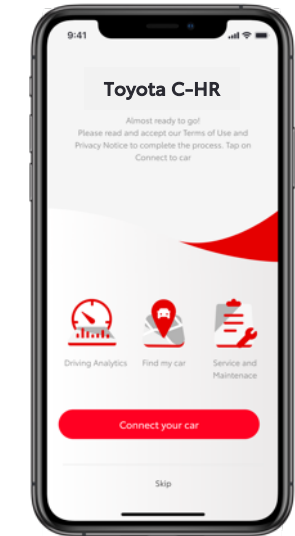 9:41
Toyota C-HR
Almost ready to go!
Please read and accept our Terms of Use and
Privacy Notice to complete the process. Tap on
Connect to car
Driving Analytics
Find my car
Service and
Maintenace
Connect your car
Skip